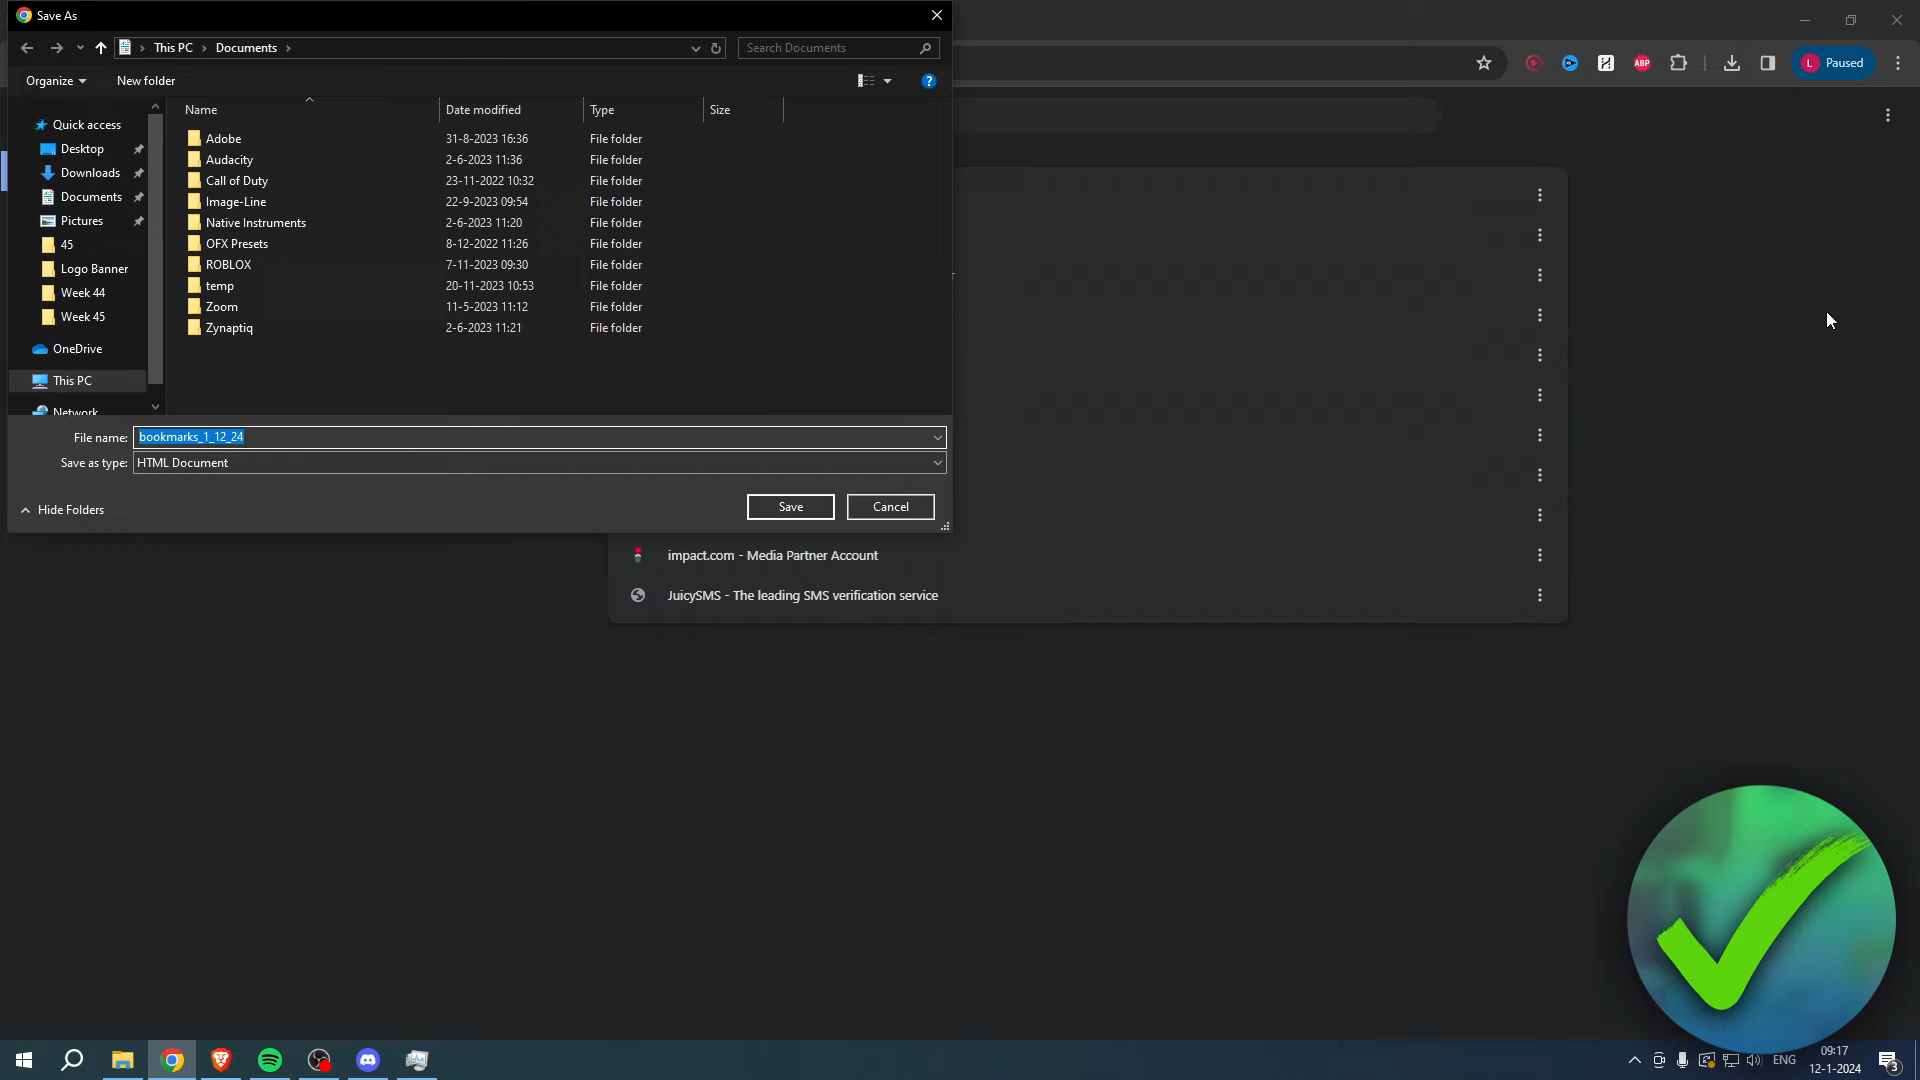 Save As
This PC > Documents >
Search Documents
Organize
New folder
?
Name
Date modified
Type
Size
Quick access
Desktop
Downloads
Documents
Pictures
45
Logo Banner
Week 44
Week 45
OneDrive
This PC
Network
Adobe 31-8-2023 16:36 File folder
Audacity 2-6-2023 11:36 File folder
Call of Duty 23-11-2022 10:32 File folder
Image-Line 22-9-2023 09:54 File folder
Native Instruments 2-6-2023 11:20 File folder
OFX Presets 8-12-2022 11:26 File folder
ROBLOX 7-11-2023 09:30 File folder
temp 20-11-2023 10:53 File folder
Zoom 11-5-2023 11:12 File folder
Zynaptiq 2-6-2023 11:21 File folder
File name: bookmarks_1_12_24
Save as type: HTML Document
Hide Folders
Save
Cancel
ABP
L Paused
impact.com - Media Partner Account
JuicySMS - The leading SMS verification service
ENG
09:17
12-1-2024
3